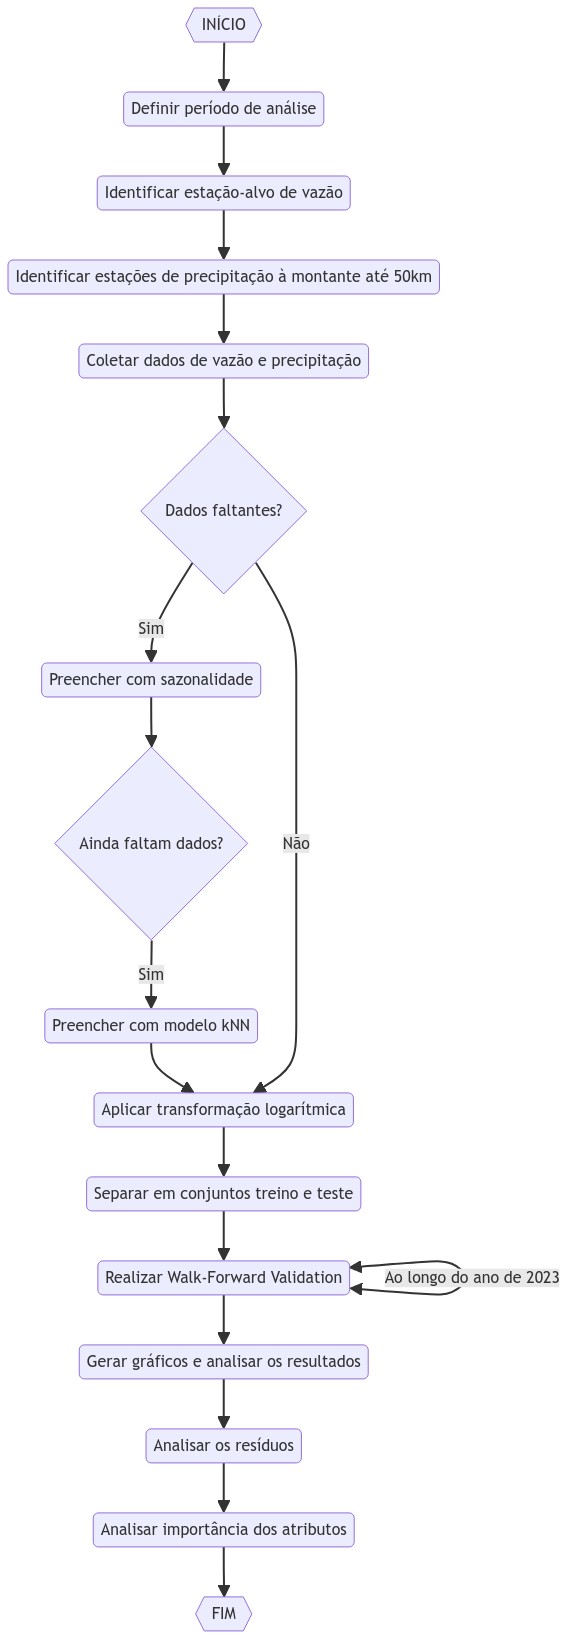 INÍCIO
Definir período de análise
Identificar estação-alvo de vazão
Identificar estações de precipitação à montante até 50km
Coletar dados de vazão e precipitação
Dados faltantes?
Sim
Preencher com sazonalidade
Ainda faltam dados?
Não
Sim
Preencher com modelo kNN
Aplicar transformação logarítmica
Separar em conjuntos treino e teste
Realizar Walk-Forward Validation
Ao longo do ano de 2023
Gerar gráficos e analisar os resultados
Analisar os resíduos
Analisar importância dos atributos
FIM